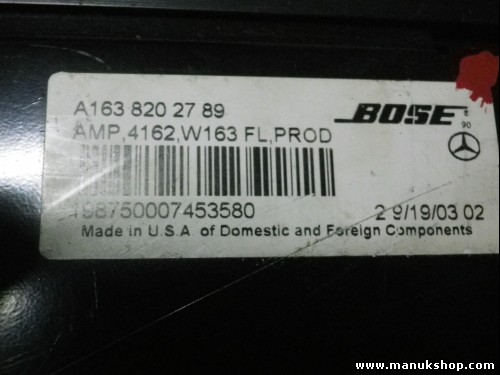 A163 820 27 89
BOSE
AMP,4162,W163 FL,PROD
198750007453580
2 9/19/03 02
Made in U.S.A of Domestic and Foreign Components
www.manukshop.com